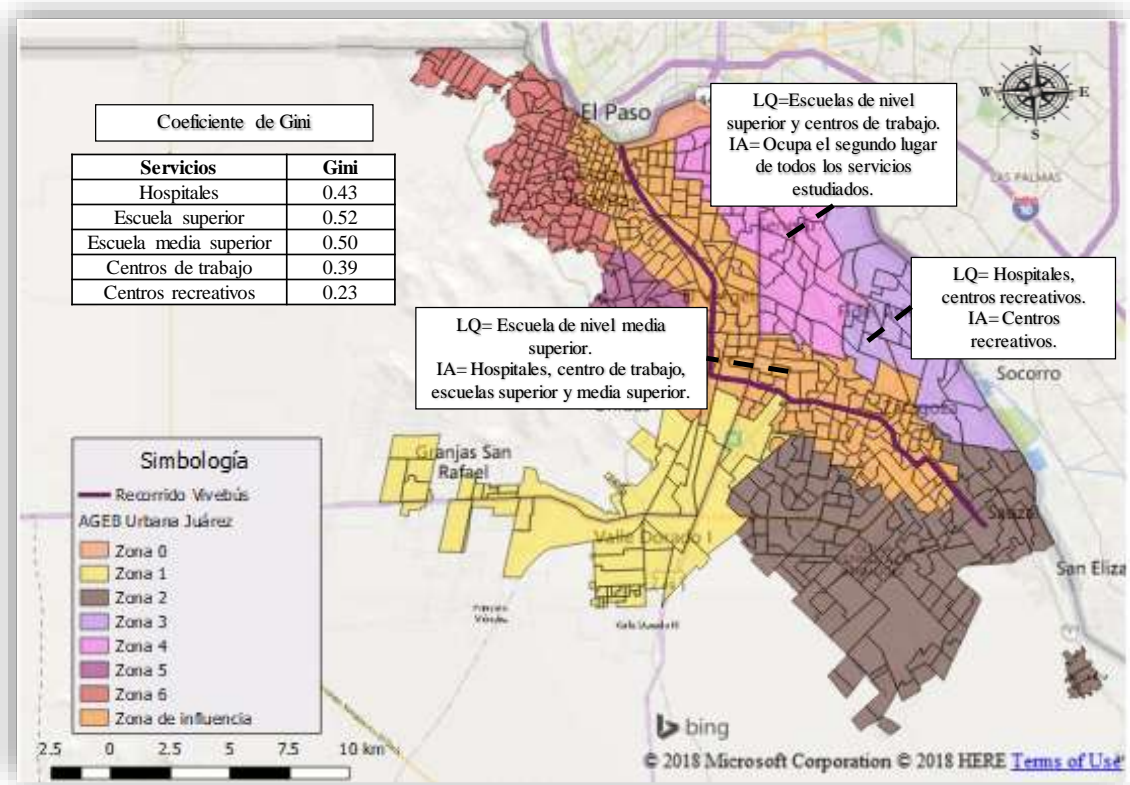 Coeficiente de Gini
Servicios Gini
Hospitales 0.43
Escuela superior 0.52
Escuela media superior 0.50
Centros de trabajo 0.39
Centros recreativos 0.23
El Paso
N
W E
S
LQ=Escuelas de nivel
superior y centros de trabajo.
IA= Ocupa el segundo lugar
de todos los servicios
estudiados.
LAS PALMAS
LQ= Hospitales,
centros recreativos.
IA= Centros
recreativos.
LQ= Escuela de nivel media
superior.
IA= Hospitales, centro de trabajo,
escuelas superior y media superior.
Socorro
Zaragoza
Granjas San
Rafael
Valle Dorado I
San Eliza
Simbología
Recorrido Vivebús
AGEB Urbana Juárez
Zona 0
Zona 1
Zona 2
Zona 3
Zona 4
Zona 5
Zona 6
Zona de influencia
2.5 0 2.5 5 7.5 10 km
bing
© 2018 Microsoft Corporation © 2018 HERE Terms of Use